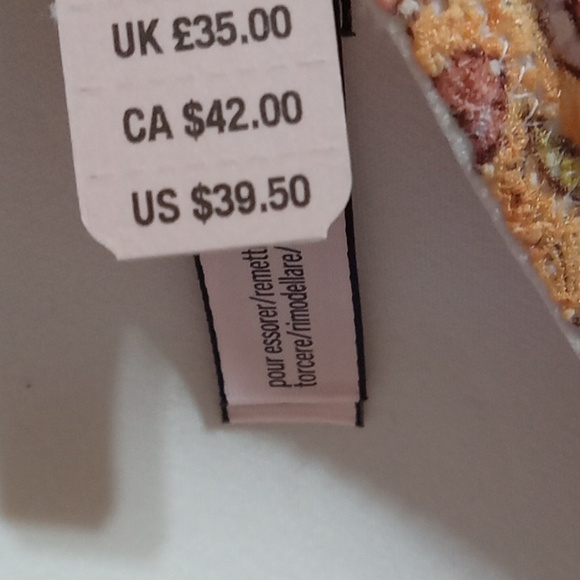 UK £35.00
CA $42.00
US $39.50
pour essorer/remett
torcere/rimodellare/